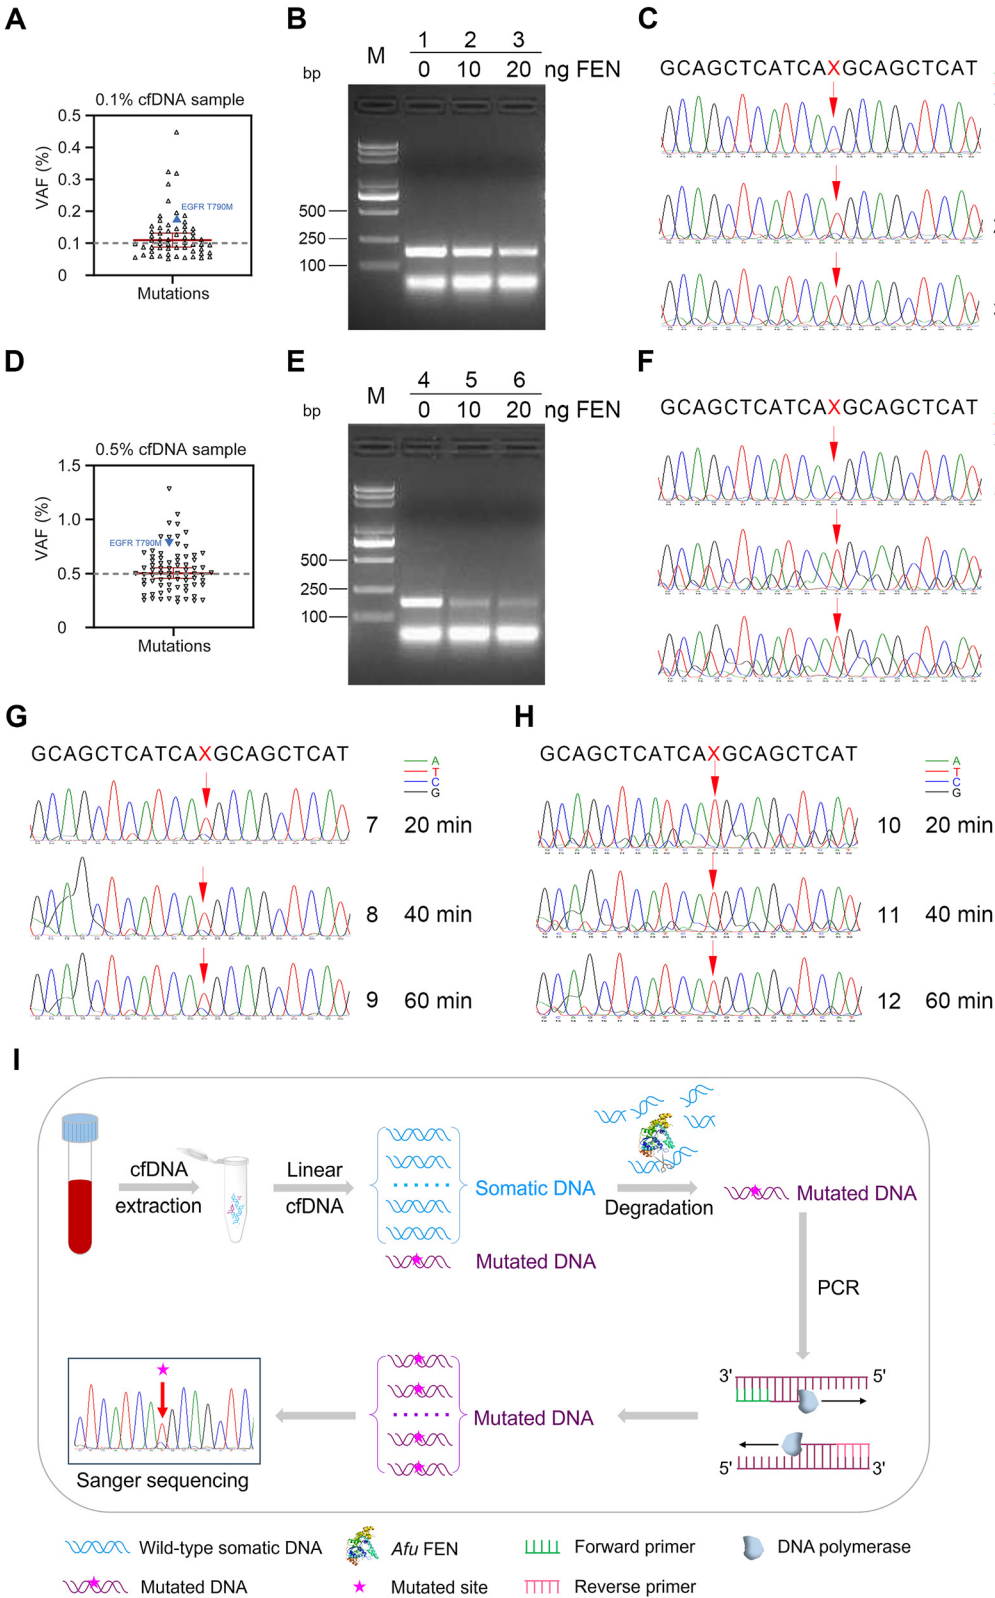 A
0.1% cfDNA sample
VAF (%)
0.5
0.4
0.3
0.2
0.1
0
EGFR T790M
Mutations
B
M
1 2 3
bp
0 10 20 ng FEN
500
250
100
C
GCAGCTCATCAXGCAGCTCAT
D
0.5% cfDNA sample
VAF (%)
1.5
1.0
0.5
0
EGFR T790M
Mutations
E
M
4 5 6
bp
0 10 20 ng FEN
500
250
100
F
GCAGCTCATCAXGCAGCTCAT
G
GCAGCTCATCAXGCAGCTCAT
A
T
C
G
7 20 min
8 40 min
9 60 min
H
GCAGCTCATCAXGCAGCTCAT
A
T
C
G
10 20 min
11 40 min
12 60 min
I
cfDNA
extraction
Linear
cfDNA
Somatic DNA
Mutated DNA
Degradation
Mutated DNA
PCR
3' 5'
5' 3'
Mutated DNA
Sanger sequencing
Wild-type somatic DNA
Afu FEN
Forward primer
DNA polymerase
Mutated DNA
Mutated site
Reverse primer